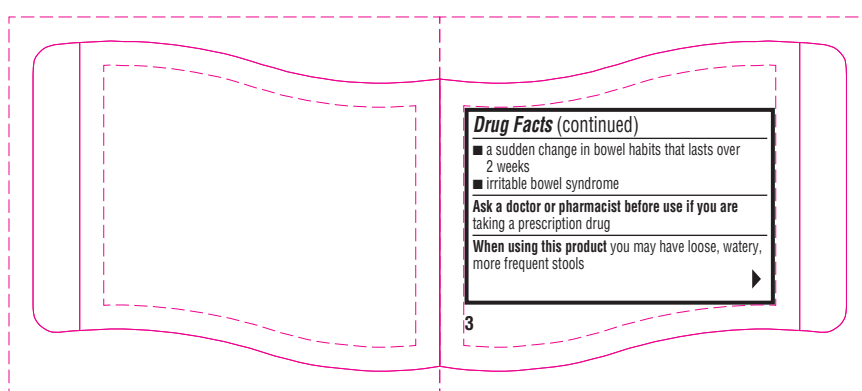 Drug Facts (continued)
■ a sudden change in bowel habits that lasts over
2 weeks
■ irritable bowel syndrome
Ask a doctor or pharmacist before use if you are
taking a prescription drug
When using this product you may have loose, watery,
more frequent stools
3